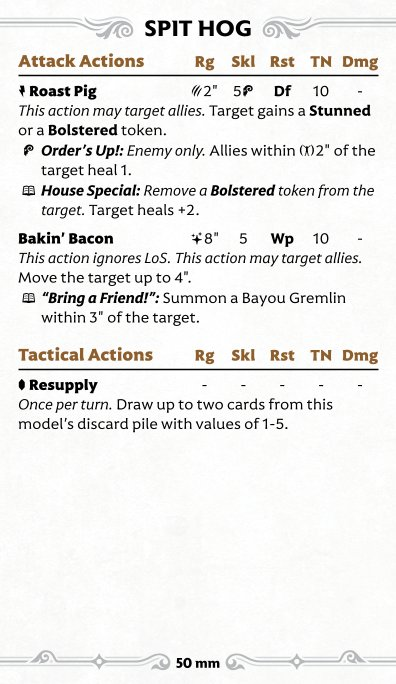 SPIT HOG
Attack Actions Rg Skl Rst TN Dmg
Roast Pig 2" 5 Df 10 -
This action may target allies. Target gains a Stunned
or a Bolstered token.
Order's Up!: Enemy only. Allies within 2" of the
target heal 1.
House Special: Remove a Bolstered token from the
target. Target heals +2.
Bakin' Bacon 8" 5 Wp 10 -
This action ignores LoS. This action may target allies.
Move the target up to 4".
"Bring a Friend!": Summon a Bayou Gremlin
within 3" of the target.
Tactical Actions Rg Skl Rst TN Dmg
Resupply - - - - -
Once per turn. Draw up to two cards from this
model's discard pile with values of 1-5.
50 mm